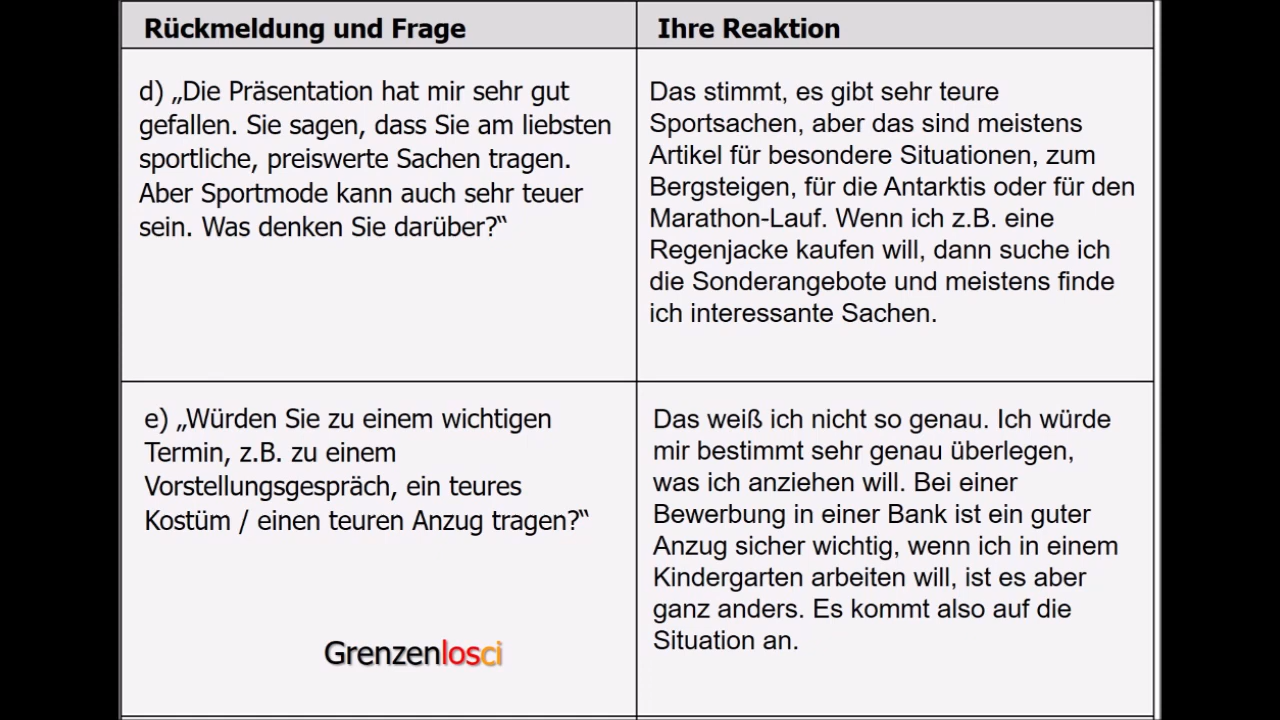 Rückmeldung und Frage
Ihre Reaktion
d) „Die Präsentation hat mir sehr gut
gefallen. Sie sagen, dass Sie am liebsten
sportliche, preiswerte Sachen tragen.
Aber Sportmode kann auch sehr teuer
sein. Was denken Sie darüber?“
Das stimmt, es gibt sehr teure
Sportsachen, aber das sind meistens
Artikel für besondere Situationen, zum
Bergsteigen, für die Antarktis oder für den
Marathon-Lauf. Wenn ich z.B. eine
Regenjacke kaufen will, dann suche ich
die Sonderangebote und meistens finde
ich interessante Sachen.
e) „Würden Sie zu einem wichtigen
Termin, z.B. zu einem
Vorstellungsgespräch, ein teures
Kostüm / einen teuren Anzug tragen?“
Das weiß ich nicht so genau. Ich würde
mir bestimmt sehr genau überlegen,
was ich anziehen will. Bei einer
Bewerbung in einer Bank ist ein guter
Anzug sicher wichtig, wenn ich in einem
Kindergarten arbeiten will, ist es aber
ganz anders. Es kommt also auf die
Situation an.
Grenzenlosci